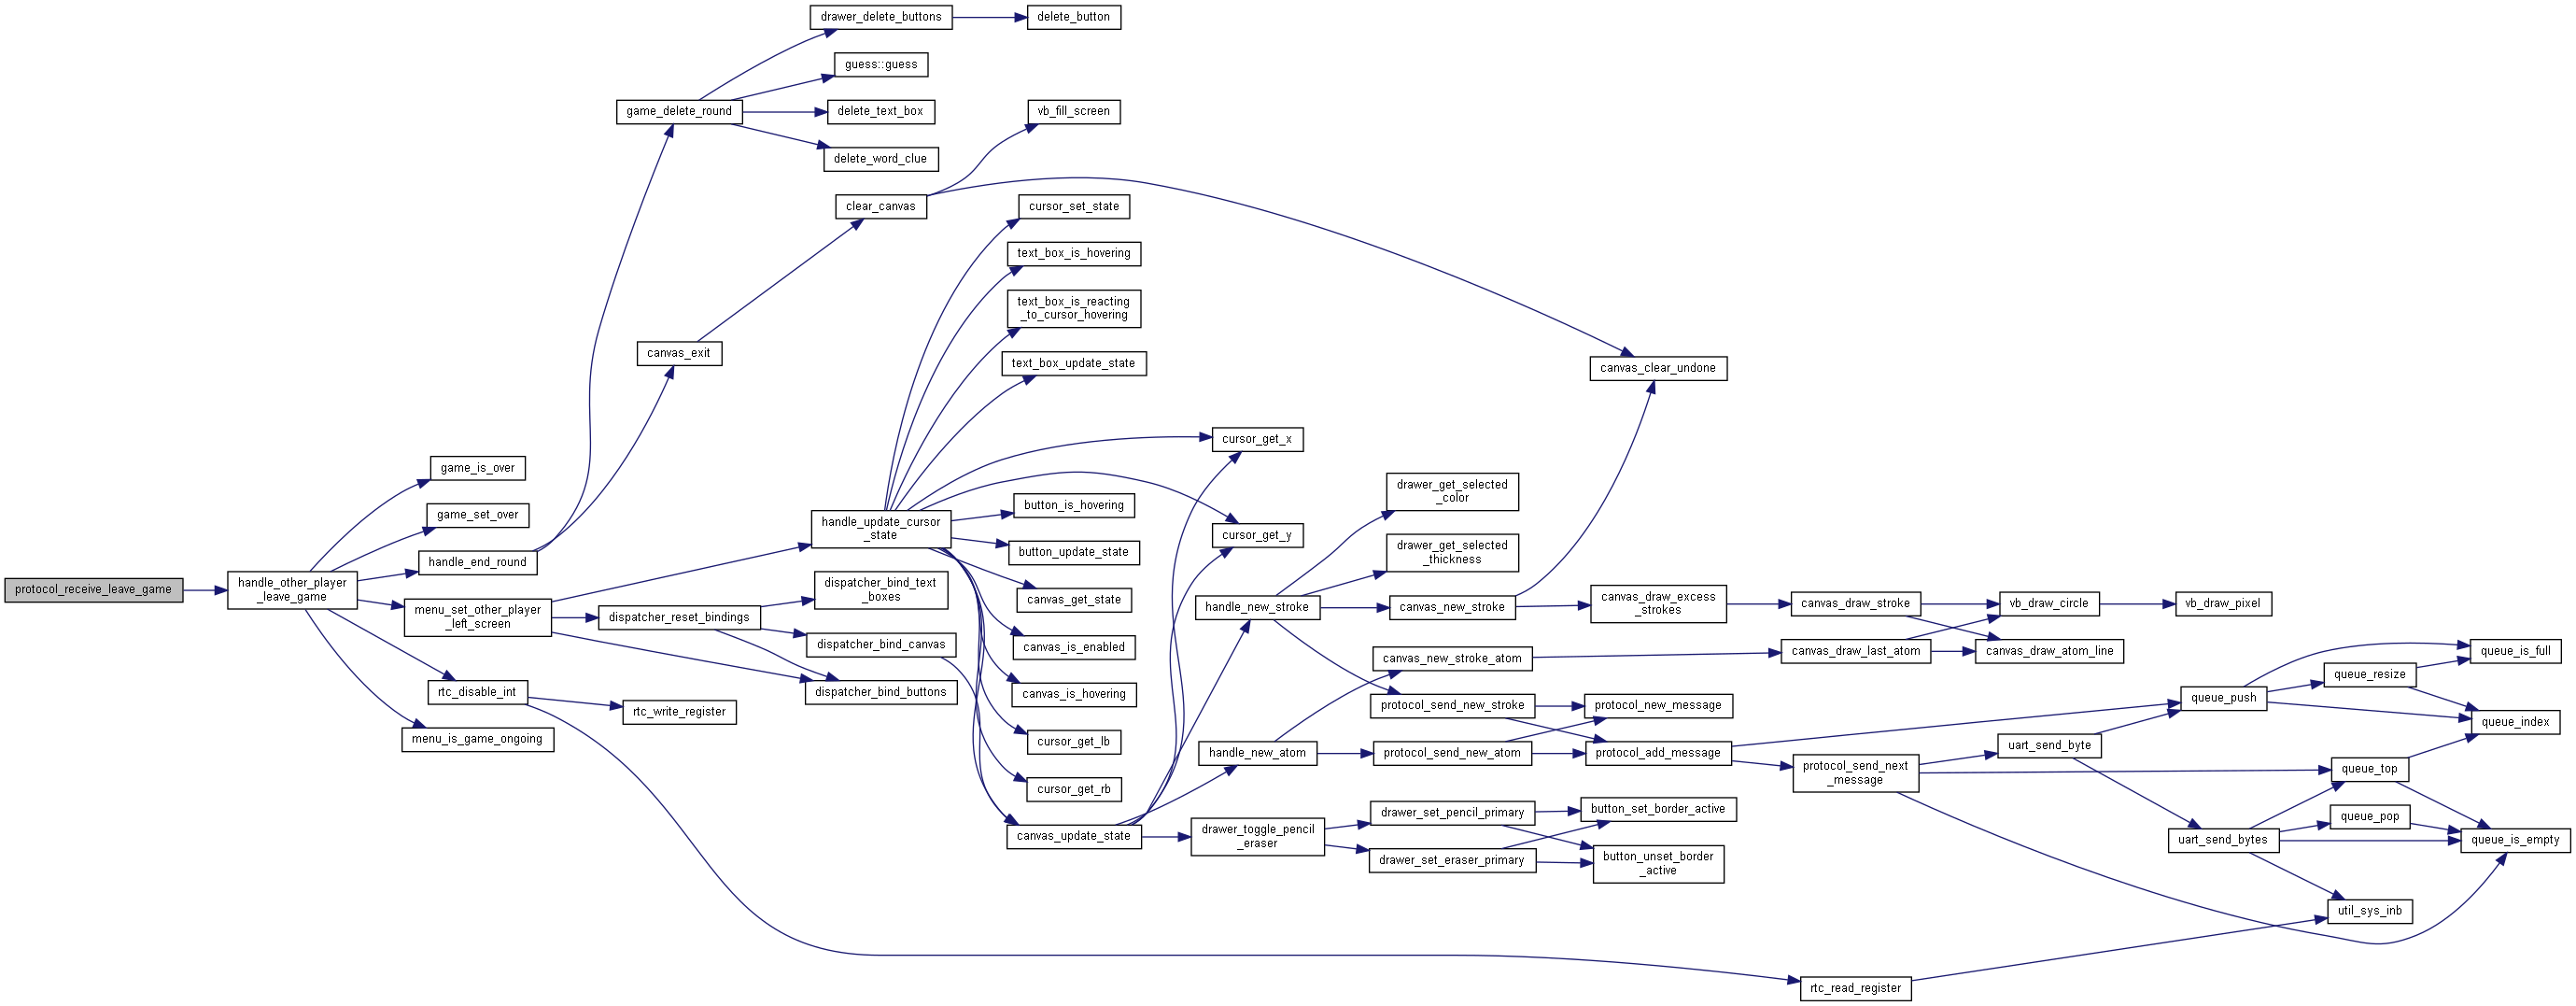 protocol_receive_leave_game
handle_other_player
_leave_game
game_is_over
game_set_over
handle_end_round
menu_set_other_player
_left_screen
rtc_disable_int
menu_is_game_ongoing
game_delete_round
canvas_exit
dispatcher_reset_bindings
rtc_write_register
drawer_delete_buttons
guess::guess
delete_text_box
delete_word_clue
clear_canvas
handle_update_cursor
_state
dispatcher_bind_text
_boxes
dispatcher_bind_canvas
dispatcher_bind_buttons
delete_button
vb_fill_screen
cursor_set_state
text_box_is_hovering
text_box_is_reacting
_to_cursor_hovering
text_box_update_state
button_is_hovering
button_update_state
canvas_get_state
canvas_is_enabled
canvas_is_hovering
cursor_get_lb
cursor_get_rb
canvas_update_state
cursor_get_x
cursor_get_y
handle_new_stroke
handle_new_atom
drawer_toggle_pencil
_eraser
drawer_get_selected
_color
drawer_get_selected
_thickness
canvas_new_stroke
canvas_new_stroke_atom
protocol_send_new_stroke
protocol_send_new_atom
drawer_set_pencil_primary
drawer_set_eraser_primary
canvas_clear_undone
canvas_draw_excess
_strokes
protocol_new_message
protocol_add_message
button_set_border_active
button_unset_border
_active
canvas_draw_stroke
canvas_draw_last_atom
protocol_send_next
_message
rtc_read_register
vb_draw_circle
canvas_draw_atom_line
uart_send_byte
vb_draw_pixel
queue_push
uart_send_bytes
queue_resize
queue_top
queue_pop
util_sys_inb
queue_is_full
queue_index
queue_is_empty